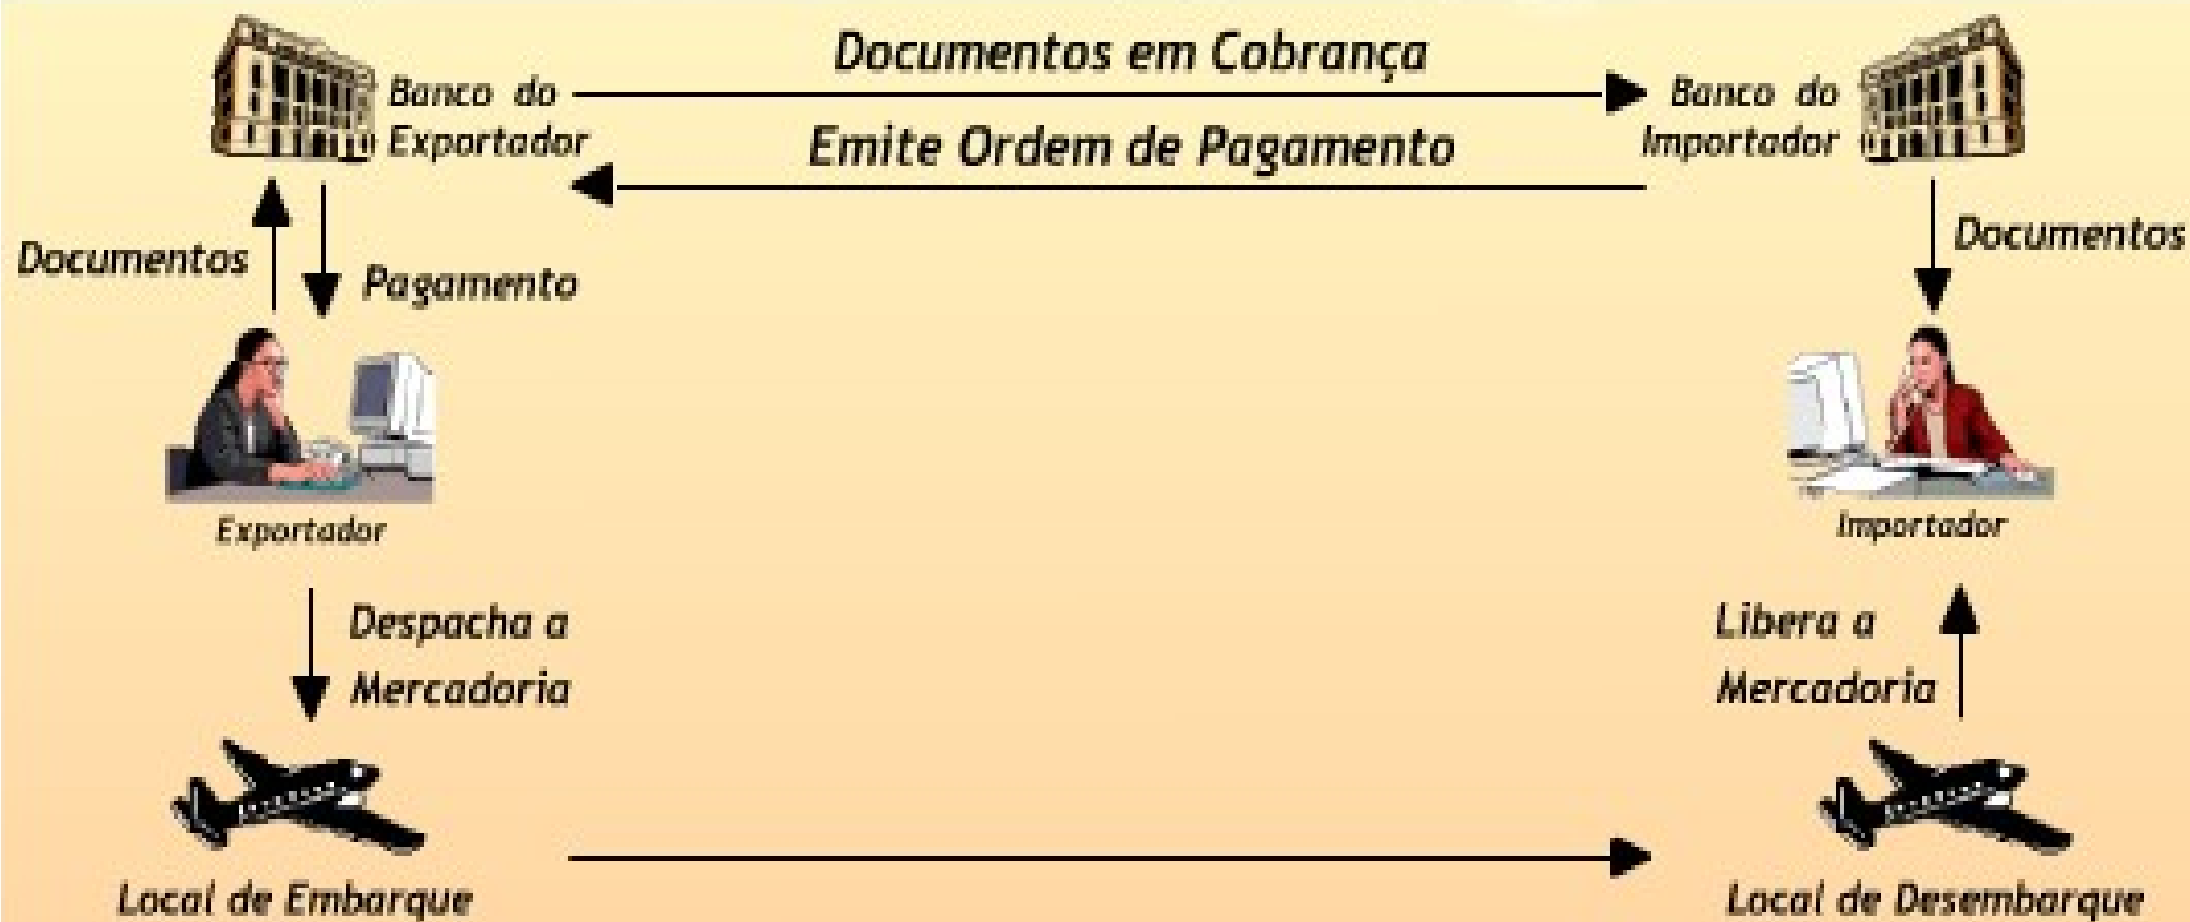 Documentos em Cobrança
Banco do
Exportador
Banco do
Importador
Emite Ordem de Pagamento
Documentos
Pagamento
Documentos
Exportador
Importador
Despacha a
Mercadoria
Libera a
Mercadoria
Local de Embarque
Local de Desembarque